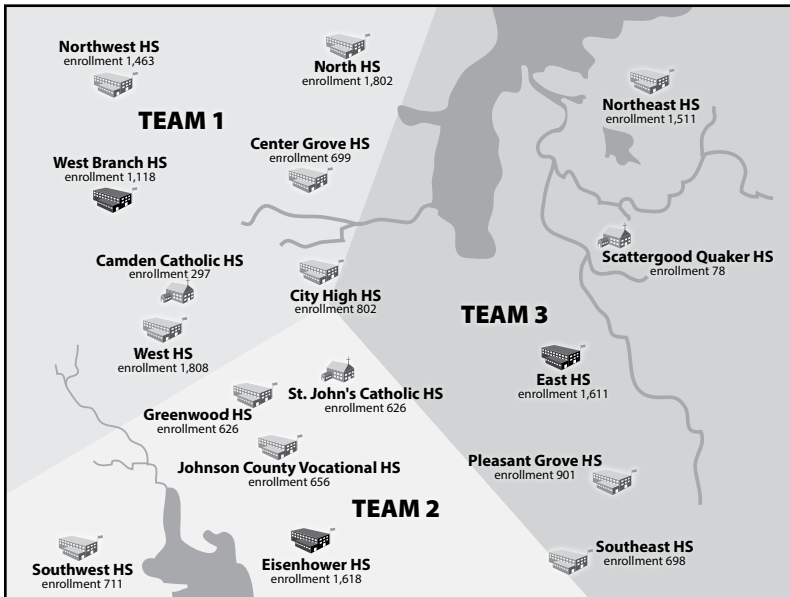 Northwest HS
enrollment 1,463
North HS
enrollment 1,802
Northeast HS
enrollment 1,511
TEAM 1
Center Grove HS
enrollment 699
West Branch HS
enrollment 1,118
Camden Catholic HS
enrollment 297
City High HS
enrollment 802
Scattergood Quaker HS
enrollment 78
TEAM 3
West HS
enrollment 1,808
East HS
enrollment 1,611
St. John's Catholic HS
enrollment 626
Greenwood HS
enrollment 626
Johnson County Vocational HS
enrollment 656
Pleasant Grove HS
enrollment 901
TEAM 2
Southwest HS
enrollment 711
Eisenhower HS
enrollment 1,618
Southeast HS
enrollment 698